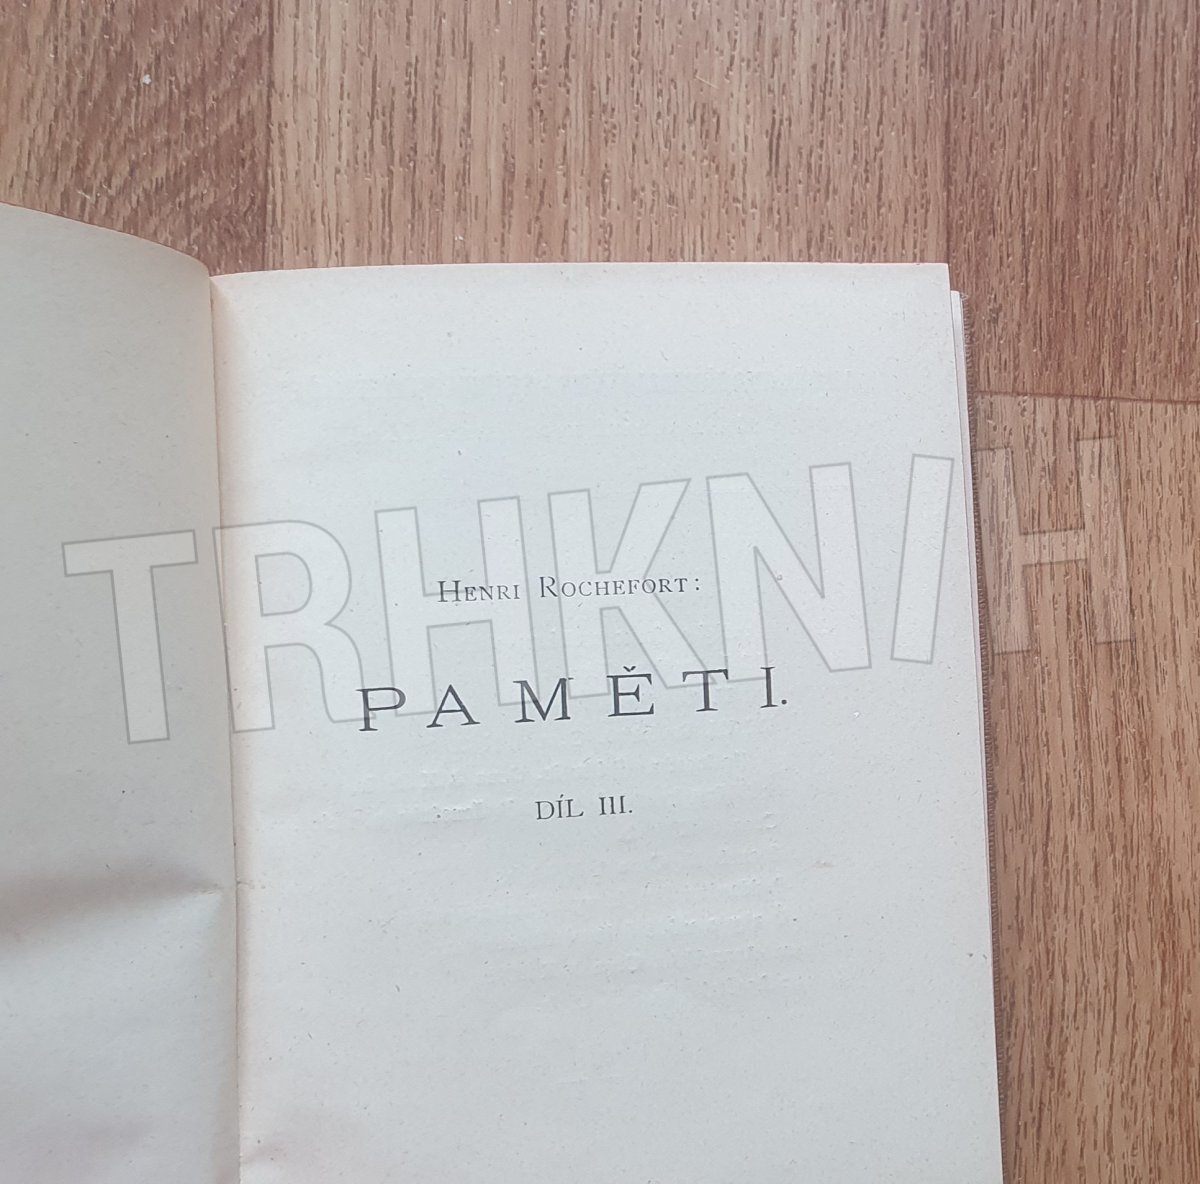 HENRI ROCHEFORT:
PAMĚTI.
DÍL III.
TRHKNIH